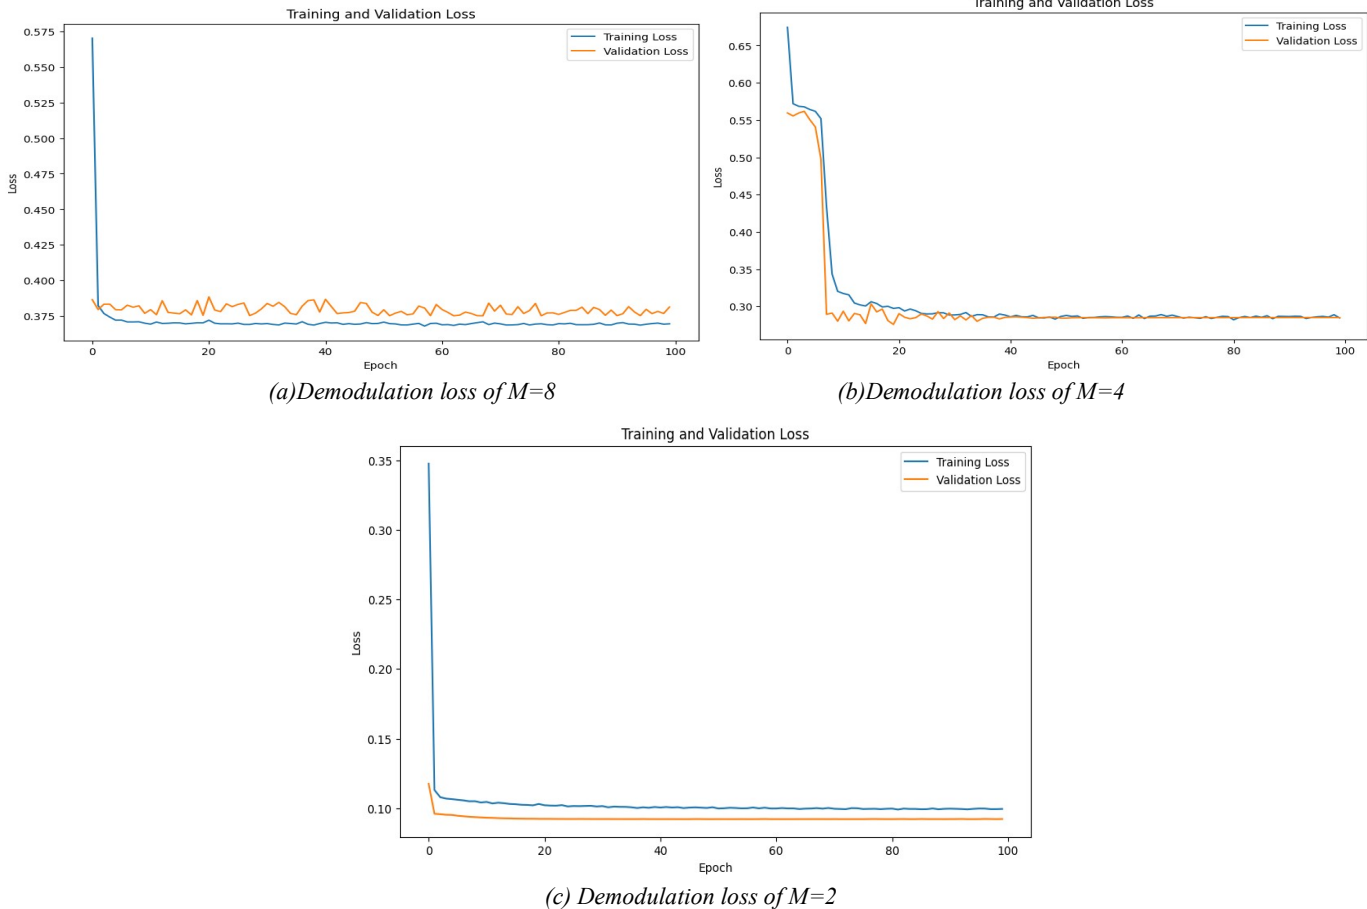 Training and Validation Loss
Training Loss
Validation Loss
0.575
0.550
0.525
0.500
0.475
0.450
0.425
0.400
0.375
Loss
0
20
40
60
80
100
Epoch
(a)Demodulation loss of M=8
Training and Validation Loss
Training Loss
Validation Loss
0.65
0.60
0.55
0.50
0.45
0.40
0.35
0.30
Loss
0
20
40
60
80
100
Epoch
(b)Demodulation loss of M=4
Training and Validation Loss
Training Loss
Validation Loss
0.35
0.30
0.25
0.20
0.15
0.10
Loss
0
20
40
60
80
100
Epoch
(c) Demodulation loss of M=2